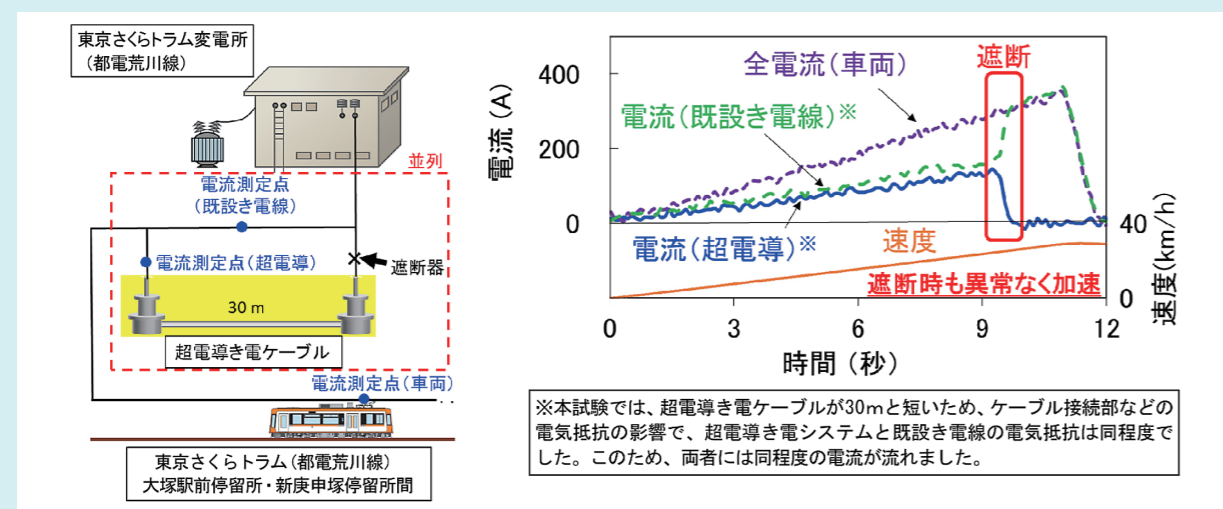 東京さくらトラム変電所
(都電荒川線)
並列
電流測定点
(既設き電線)
電流測定点(超電導)
遮断器
30 m
超電導き電ケーブル
電流測定点(車両)
東京さくらトラム(都電荒川線)
大塚駅前停留所・新庚申塚停留所間
電流(A)
400
200
0
全電流(車両)
遮断
電流(既設き電線)※
電流(超電導)※
速度
遮断時も異常なく加速
40
0
速度(km/h)
0 3 6 9 12
時間(秒)
※本試験では、超電導き電ケーブルが30mと短いため、ケーブル接続部などの
電気抵抗の影響で、超電導き電システムと既設き電線の電気抵抗は同程度で
した。このため、両者には同程度の電流が流れました。